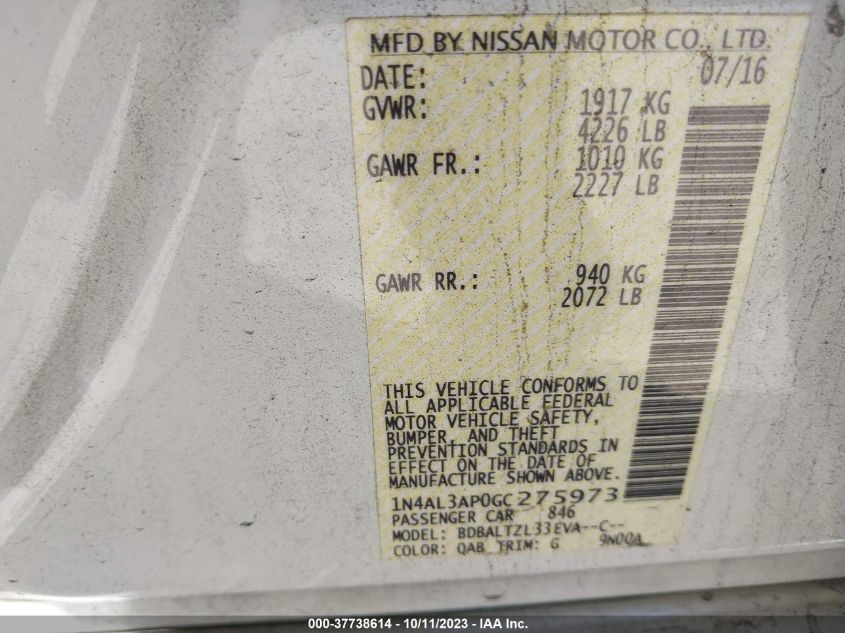 MFD BY NISSAN MOTOR CO., LTD.
DATE: 07/16
GVWR: 1917 KG
4226 LB
GAWR FR.: 1010 KG
2227 LB
GAWR RR.: 940 KG
2072 LB
THIS VEHICLE CONFORMS TO
ALL APPLICABLE FEDERAL
MOTOR VEHICLE SAFETY,
BUMPER, AND THEFT
PREVENTION STANDARDS IN
EFFECT ON THE DATE OF
MANUFACTURE SHOWN ABOVE.
1N4AL3AP0GC275973
PASSENGER CAR 846
MODEL: BDBALTZL33EVA--C--
COLOR: QAB TRIM: G 9N00A
000-37738614 - 10/11/2023 - IAA Inc.